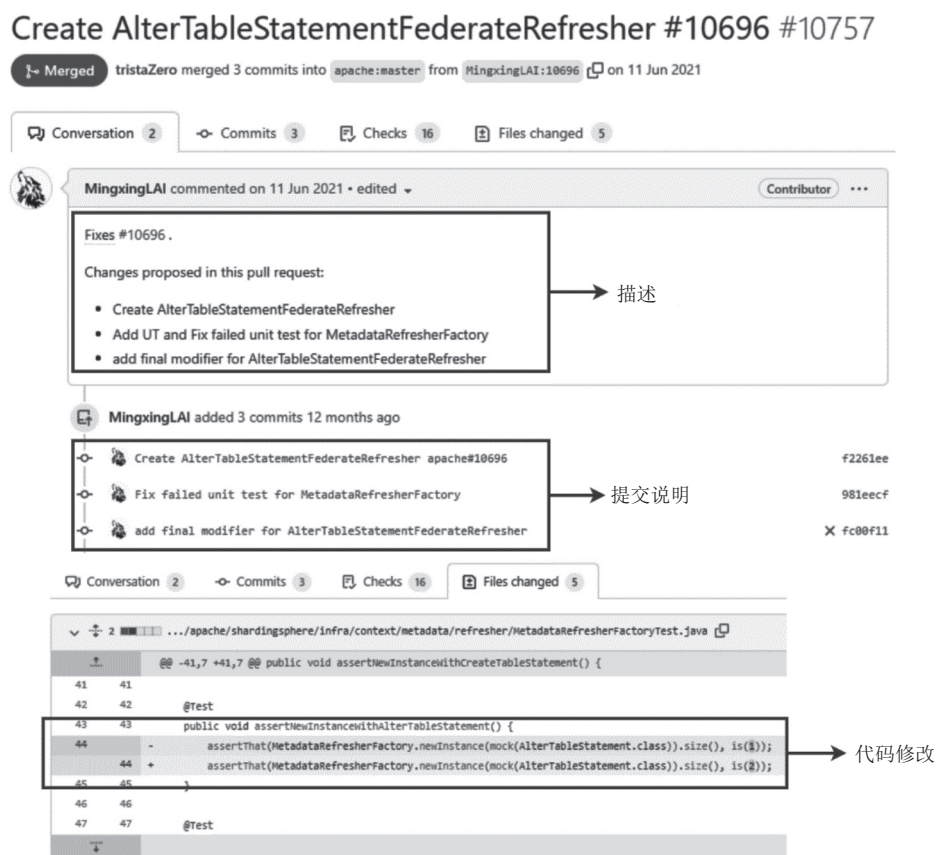 Create AlterTableStatementFederateRefresher #10696 #10757
Merged tristaZero merged 3 commits into apache:master from MingxingLAI:10696 on 11 Jun 2021
Conversation 2 Commits 3 Checks 16 Files changed 5
MingxingLAI commented on 11 Jun 2021 • edited Contributor ...
Fixes #10696 .
Changes proposed in this pull request:
• Create AlterTableStatementFederateRefresher
• Add UT and Fix failed unit test for MetadataRefresherFactory
• add final modifier for AlterTableStatementFederateRefresher
描述
MingxingLAI added 3 commits 12 months ago
Create AlterTableStatementFederateRefresher apache#10696 f2261ee
Fix failed unit test for MetadataRefresherFactory 981eecf
add final modifier for AlterTableStatementFederateRefresher fc00f11
提交说明
Conversation 2 Commits 3 Checks 16 Files changed 5
2 .../apache/shardingsphere/infra/context/metadata/refresher/MetadataRefresherFactoryTest.java
@@ -41,7 +41,7 @@ public void assertNewInstanceWithCreateTableStatement() {
41 41
42 42 @Test
43 43 public void assertNewInstanceWithAlterTableStatement() {
44 - assertThat(MetadataRefresherFactory.newInstance(mock(AlterTableStatement.class)).size(), is(1));
44 + assertThat(MetadataRefresherFactory.newInstance(mock(AlterTableStatement.class)).size(), is(2));
代码修改
45 45 }
46 46
47 47 @Test